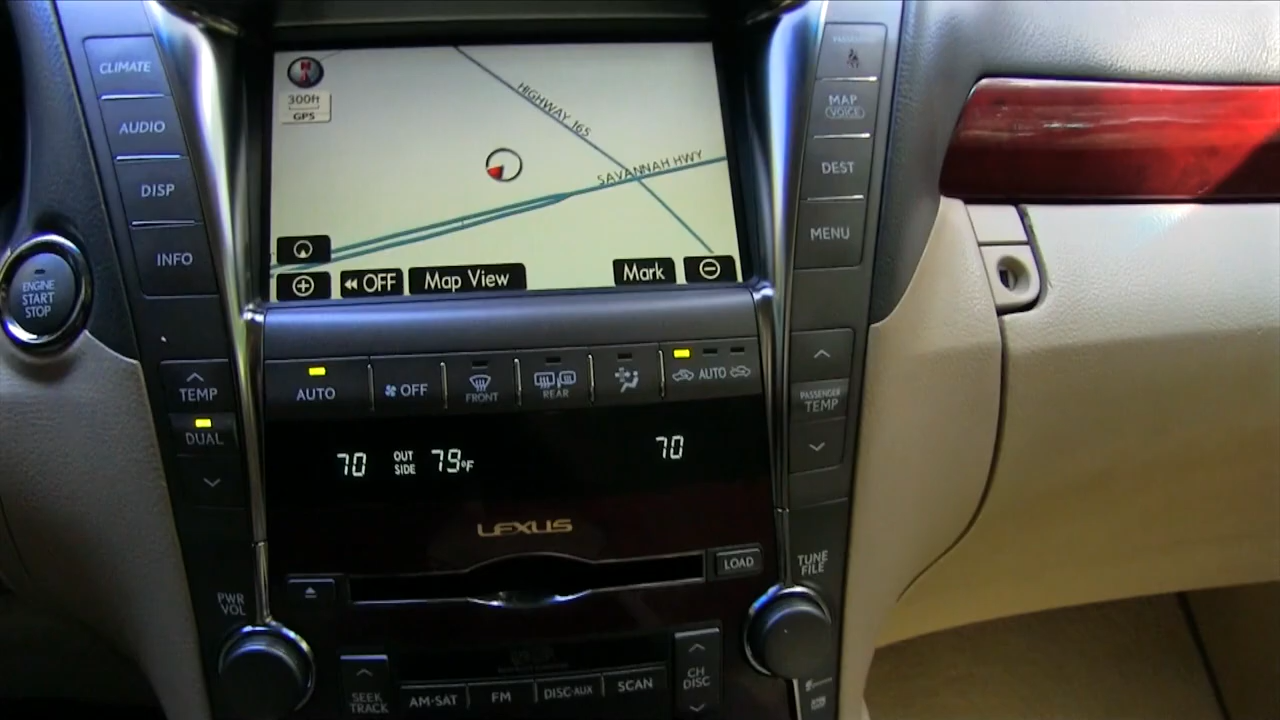 CLIMATE
AUDIO
DISP
INFO
ENGINE
START
STOP
N
300ft
GPS
HIGHWAY 165
SAVANNAH HWY
OFF
Map View
Mark
MAP
VOICE
DEST
MENU
TEMP
DUAL
AUTO
OFF
FRONT
REAR
AUTO
PASSENGER
TEMP
70
OUT
SIDE
79°F
70
LEXUS
LOAD
TUNE
FILE
PWR
VOL
SEEK
TRACK
AM-SAT
FM
DISC-AUX
SCAN
CH
DISC